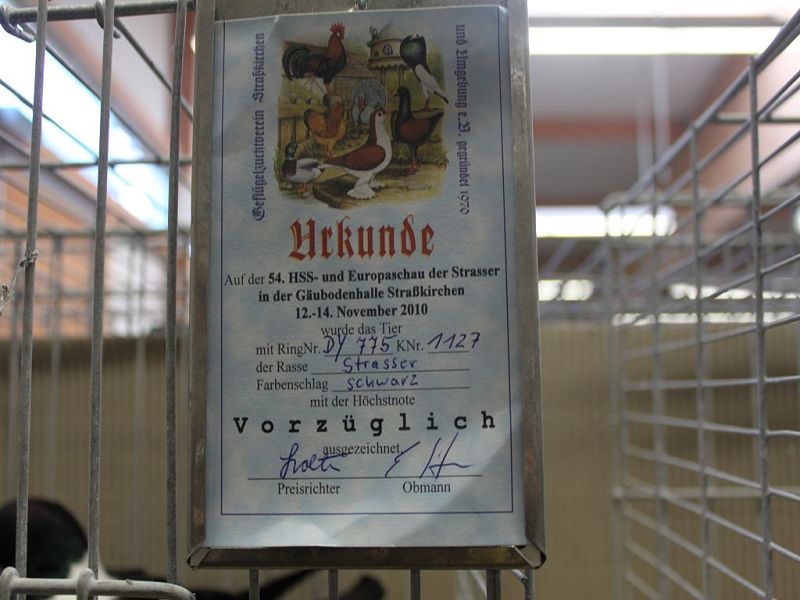 Geflügelzuchtverein Straßkirchen
und Umgebung e.V. gegründet 1970
Urkunde
Auf der 54. HSS- und Europaschau der Strasser
in der Gäubodenhalle Straßkirchen
12.-14. November 2010
wurde das Tier
mit RingNr. DY 775 KNr. 1127
der Rasse Strasser
Farbenschlag schwarz
mit der Höchstnote
Vorzüglich
ausgezeichnet
Preisrichter Obmann